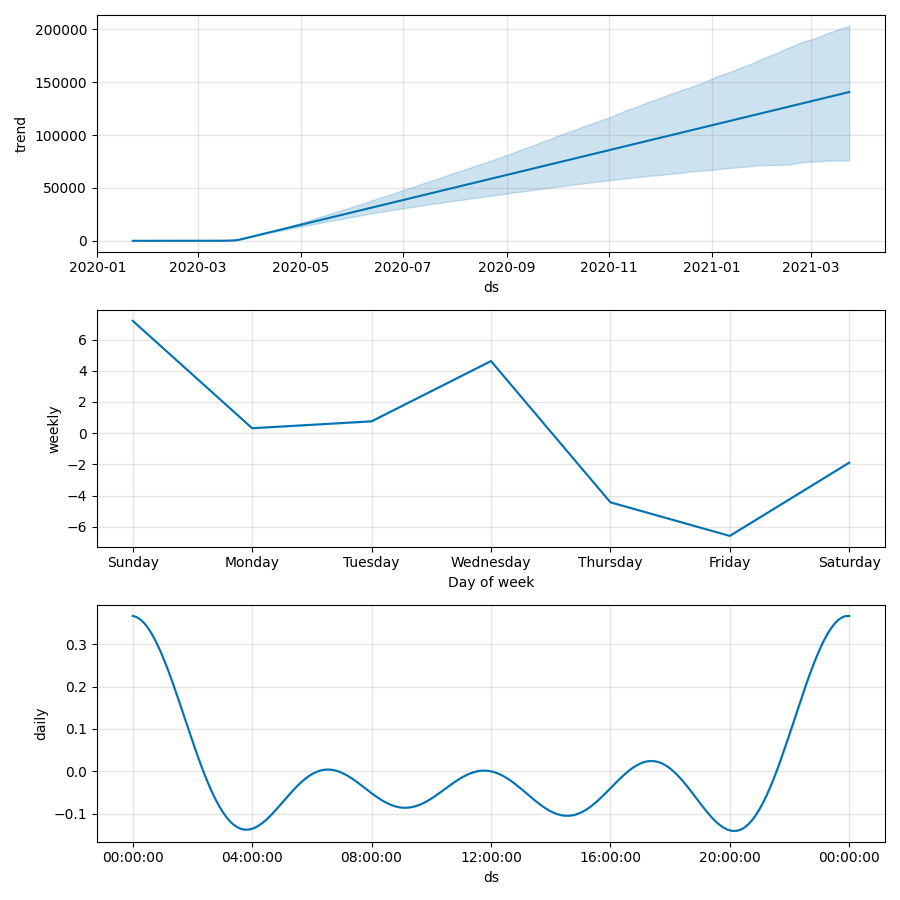 200000
150000
100000
50000
0
trend
2020-01 2020-03 2020-05 2020-07 2020-09 2020-11 2021-01 2021-03
ds
6
4
2
0
−2
−4
−6
weekly
Sunday Monday Tuesday Wednesday Thursday Friday Saturday
Day of week
0.3
0.2
0.1
0.0
−0.1
daily
00:00:00 04:00:00 08:00:00 12:00:00 16:00:00 20:00:00 00:00:00
ds